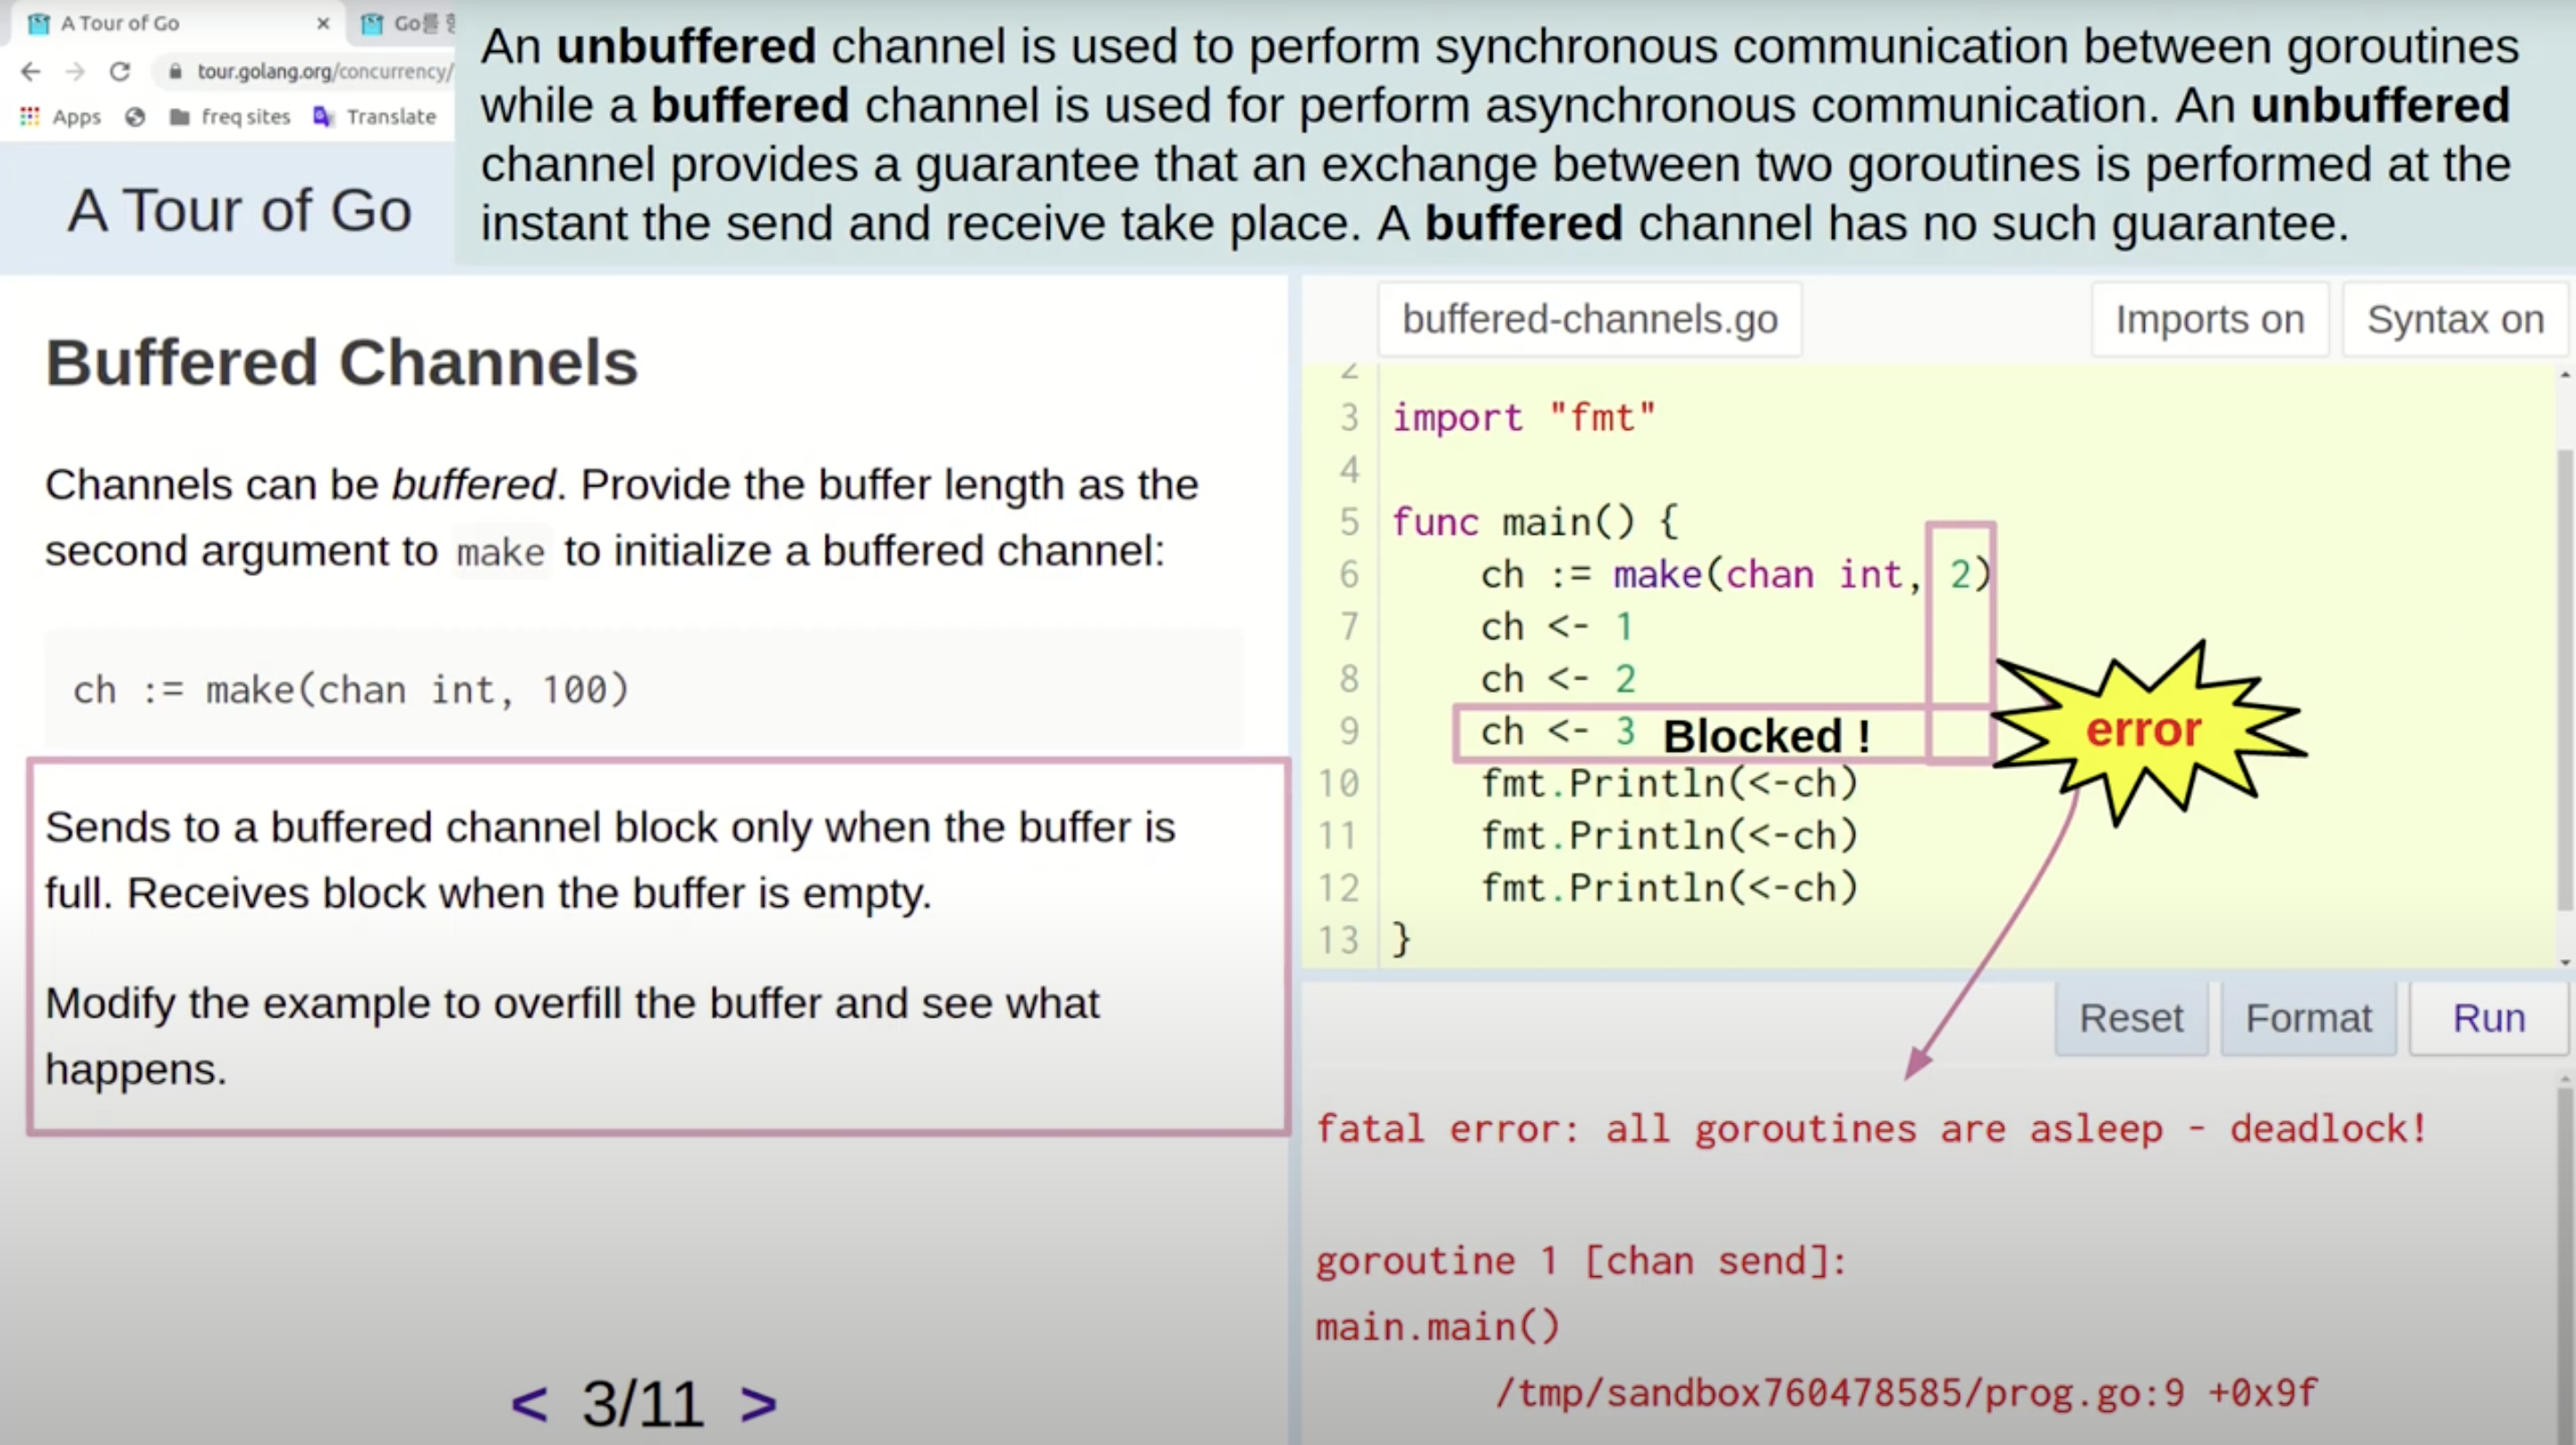 A Tour of Go
Go를
tour.golang.org/concurrency/
Apps
freq sites
Translate
An unbuffered channel is used to perform synchronous communication between goroutines
while a buffered channel is used for perform asynchronous communication. An unbuffered
channel provides a guarantee that an exchange between two goroutines is performed at the
instant the send and receive take place. A buffered channel has no such guarantee.
A Tour of Go
Buffered Channels
Channels can be buffered. Provide the buffer length as the
second argument to make to initialize a buffered channel:
ch := make(chan int, 100)
Sends to a buffered channel block only when the buffer is
full. Receives block when the buffer is empty.
Modify the example to overfill the buffer and see what
happens.
< 3/11 >
buffered-channels.go
Imports on
Syntax on
2
3 import "fmt"
4
5 func main() {
6 ch := make(chan int, 2)
7 ch <- 1
8 ch <- 2
9 ch <- 3 Blocked !
error
10 fmt.Println(<-ch)
11 fmt.Println(<-ch)
12 fmt.Println(<-ch)
13 }
Reset
Format
Run
fatal error: all goroutines are asleep - deadlock!
goroutine 1 [chan send]:
main.main()
/tmp/sandbox760478585/prog.go:9 +0x9f